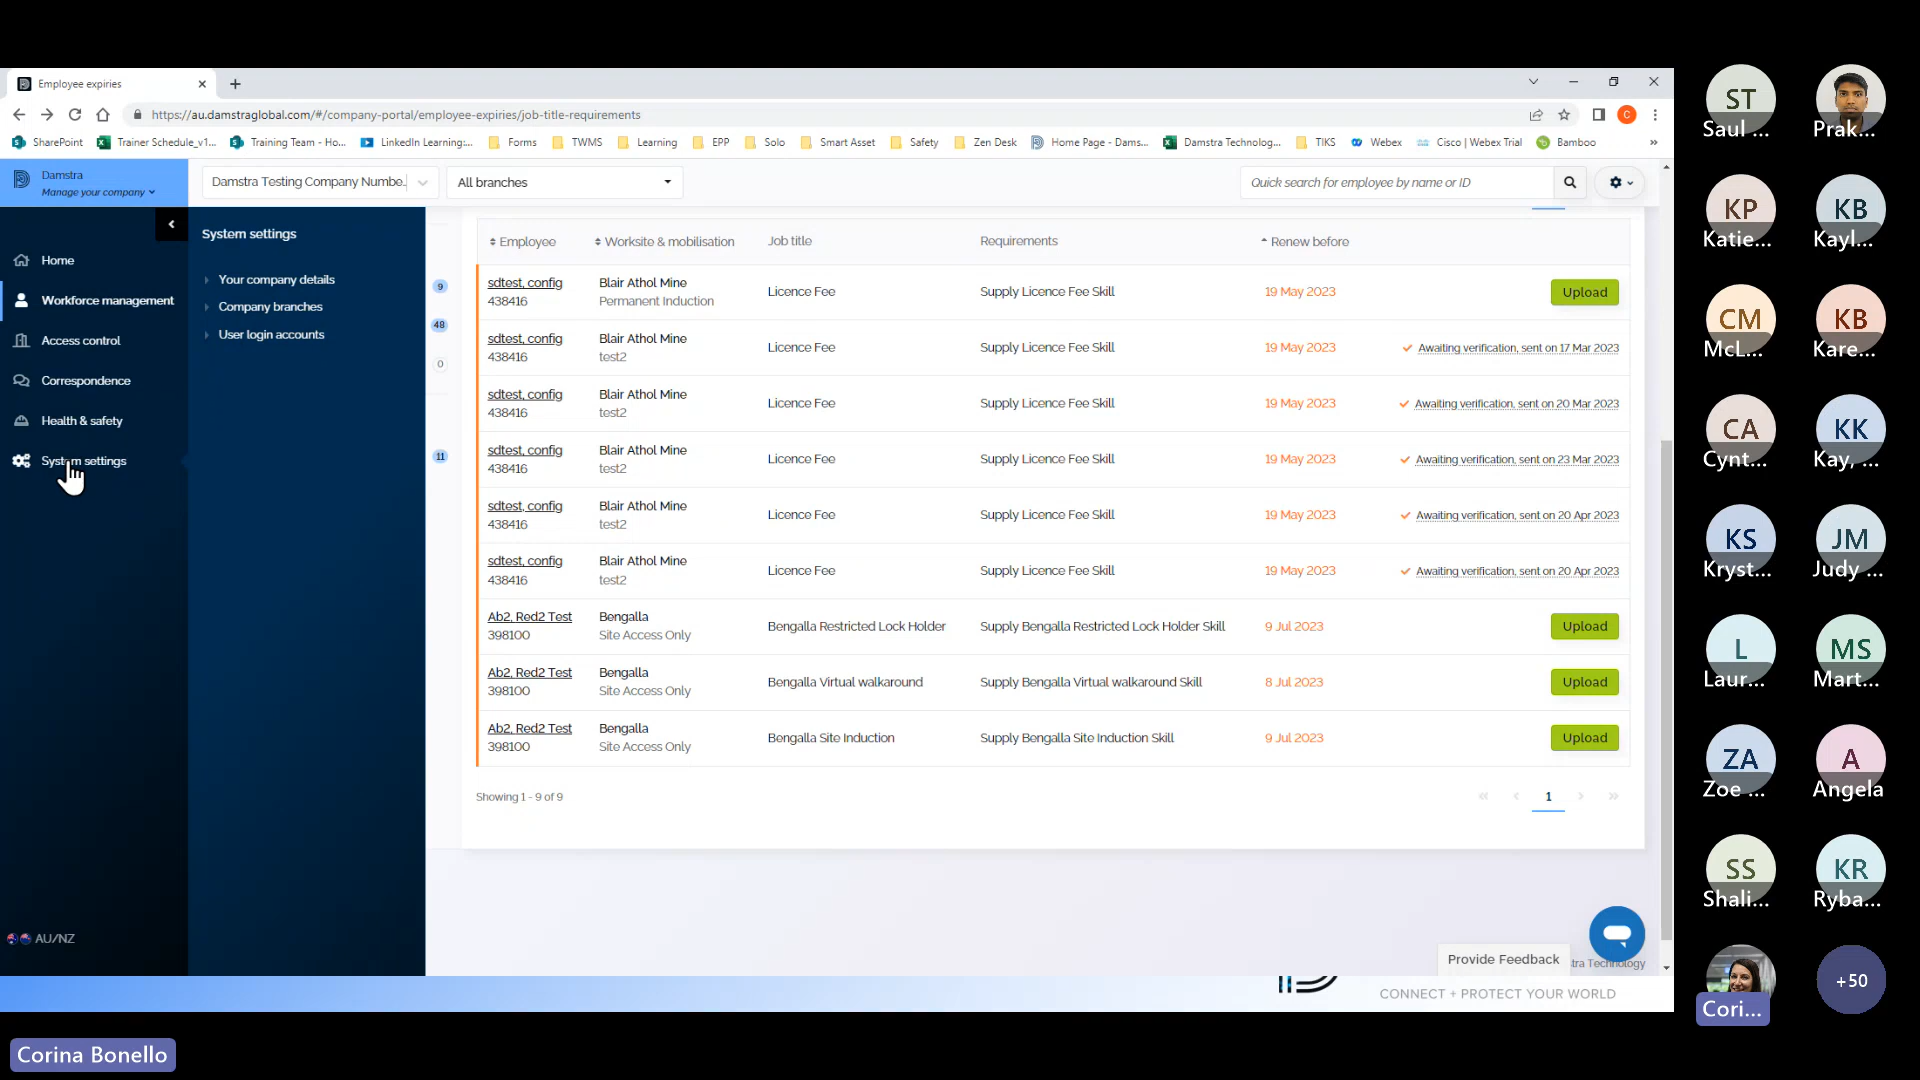 Employee expiries
https://au.damstraglobal.com/#/company-portal/employee-expiries/job-title-requirements
SharePoint
Trainer Schedule_v1...
Training Team - Ho...
LinkedIn Learning:...
Forms
TWMS
Learning
EPP
Solo
Smart Asset
Safety
Zen Desk
Home Page - Dams...
Damstra Technolog...
TIKS
Webex
Cisco | Webex Trial
Bamboo
»
C
Damstra
Manage your company
Damstra Testing Company Numbe..
All branches
Quick search for employee by name or ID
Home
Workforce management
Access control
Correspondence
Health & safety
System settings
AU/NZ
System settings
Your company details
Company branches
User login accounts
9
48
0
11
Employee Worksite & mobilisation Job title Requirements Renew before
sdtest, config Blair Athol Mine Licence Fee Supply Licence Fee Skill 19 May 2023 Upload
438416 Permanent Induction
sdtest, config Blair Athol Mine Licence Fee Supply Licence Fee Skill 19 May 2023 Awaiting verification, sent on 17 Mar 2023
438416 test2
sdtest, config Blair Athol Mine Licence Fee Supply Licence Fee Skill 19 May 2023 Awaiting verification, sent on 20 Mar 2023
438416 test2
sdtest, config Blair Athol Mine Licence Fee Supply Licence Fee Skill 19 May 2023 Awaiting verification, sent on 23 Mar 2023
438416 test2
sdtest, config Blair Athol Mine Licence Fee Supply Licence Fee Skill 19 May 2023 Awaiting verification, sent on 20 Apr 2023
438416 test2
sdtest, config Blair Athol Mine Licence Fee Supply Licence Fee Skill 19 May 2023 Awaiting verification, sent on 20 Apr 2023
438416 test2
Ab2, Red2 Test Bengalla Bengalla Restricted Lock Holder Supply Bengalla Restricted Lock Holder Skill 9 Jul 2023 Upload
398100 Site Access Only
Ab2, Red2 Test Bengalla Bengalla Virtual walkaround Supply Bengalla Virtual walkaround Skill 8 Jul 2023 Upload
398100 Site Access Only
Ab2, Red2 Test Bengalla Bengalla Site Induction Supply Bengalla Site Induction Skill 9 Jul 2023 Upload
398100 Site Access Only
Showing 1 - 9 of 9
« ‹ 1 › »
Provide Feedback
tra Technology
CONNECT + PROTECT YOUR WORLD
Corina Bonello
ST
Saul ...
Prak...
KP
Katie...
KB
Kayl...
CM
McL...
KB
Kare...
CA
Cynt...
KK
Kay, ...
KS
Kryst...
JM
Judy ...
L
Laur...
MS
Mart...
ZA
Zoe ...
A
Angela
SS
Shali...
KR
Ryba...
Cori...
+50